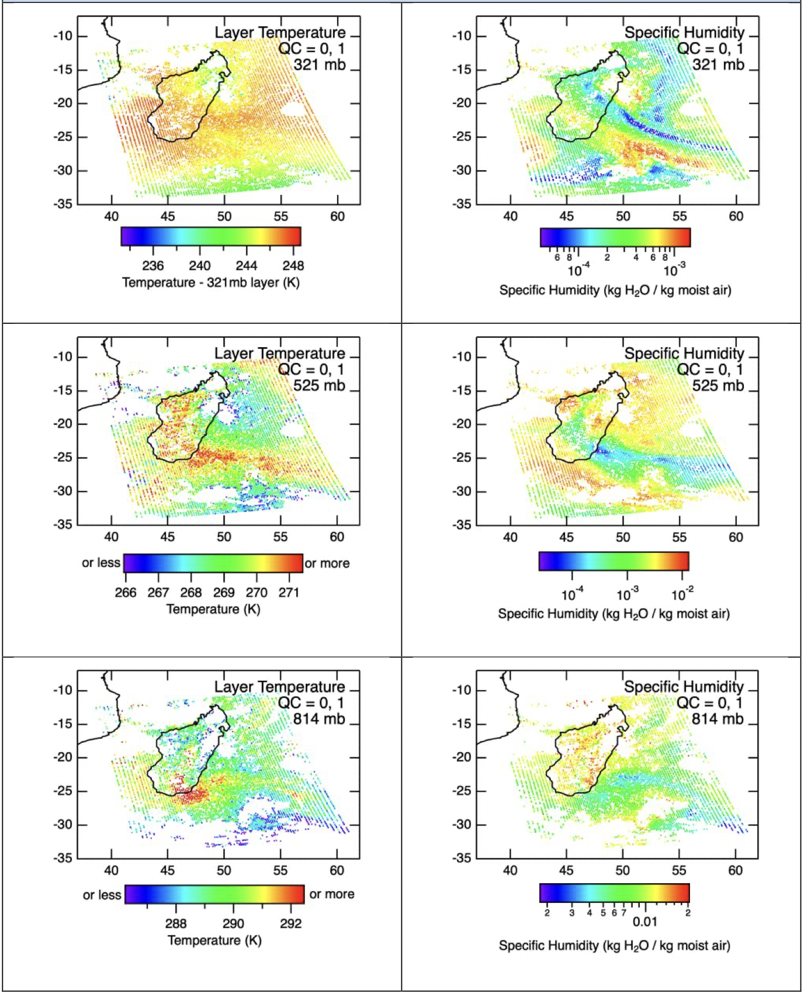 Layer Temperature
QC = 0, 1
321 mb
-10
-15
-20
-25
-30
-35
40 45 50 55 60
236 240 244 248
Temperature - 321mb layer (K)
Specific Humidity
QC = 0, 1
321 mb
-10
-15
-20
-25
-30
-35
40 45 50 55 60
6 8 2 4 6 8
10-4 10-3
Specific Humidity (kg H2O / kg moist air)
Layer Temperature
QC = 0, 1
525 mb
-10
-15
-20
-25
-30
-35
40 45 50 55 60
or less or more
266 267 268 269 270 271
Temperature (K)
Specific Humidity
QC = 0, 1
525 mb
-10
-15
-20
-25
-30
-35
40 45 50 55 60
10-4 10-3 10-2
Specific Humidity (kg H2O / kg moist air)
Layer Temperature
QC = 0, 1
814 mb
-10
-15
-20
-25
-30
-35
40 45 50 55 60
or less or more
288 290 292
Temperature (K)
Specific Humidity
QC = 0, 1
814 mb
-10
-15
-20
-25
-30
-35
40 45 50 55 60
2 3 4 5 6 7 2
0.01
Specific Humidity (kg H2O / kg moist air)